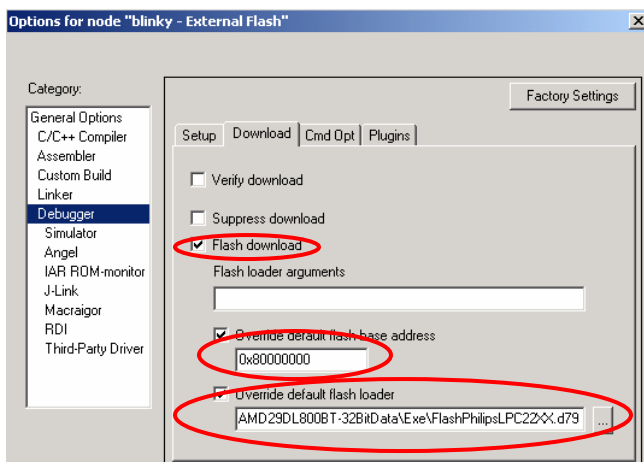 Options for node "blinky - External Flash"
Category:
Factory Settings
General Options
C/C++ Compiler
Assembler
Custom Build
Linker
Debugger
Simulator
Angel
IAR ROM-monitor
J-Link
Macraigor
RDI
Third-Party Driver
Setup Download Cmd Opt Plugins
Verify download
Suppress download
Flash download
Flash loader arguments
Override default flash base address
0x80000000
Override default flash loader
AMD29DL800BT-32BitData\Exe\FlashPhilipsLPC22XX.d79 ...